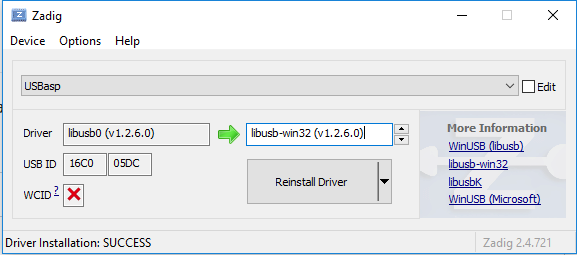 Zadig
Device Options Help
USBasp
Edit
Driver libusb0 (v1.2.6.0) libusb-win32 (v1.2.6.0)
USB ID 16C0 05DC
WCID ?
Reinstall Driver
More Information
WinUSB (libusb)
libusb-win32
libusbK
WinUSB (Microsoft)
Driver Installation: SUCCESS
Zadig 2.4.721